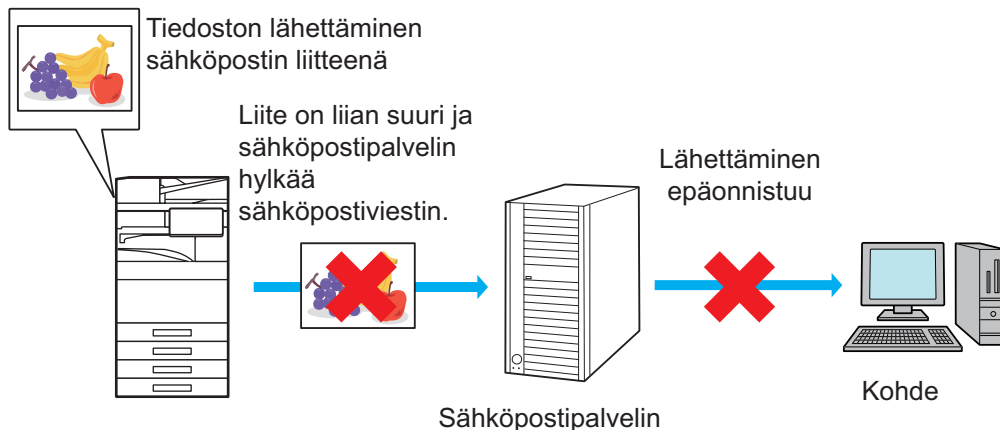 Tiedoston lähettäminen
sähköpostin liitteenä
Liite on liian suuri ja
sähköpostipalvelin
hylkää
sähköpostiviestin.
Lähettäminen
epäonnistuu
Kohde
Sähköpostipalvelin